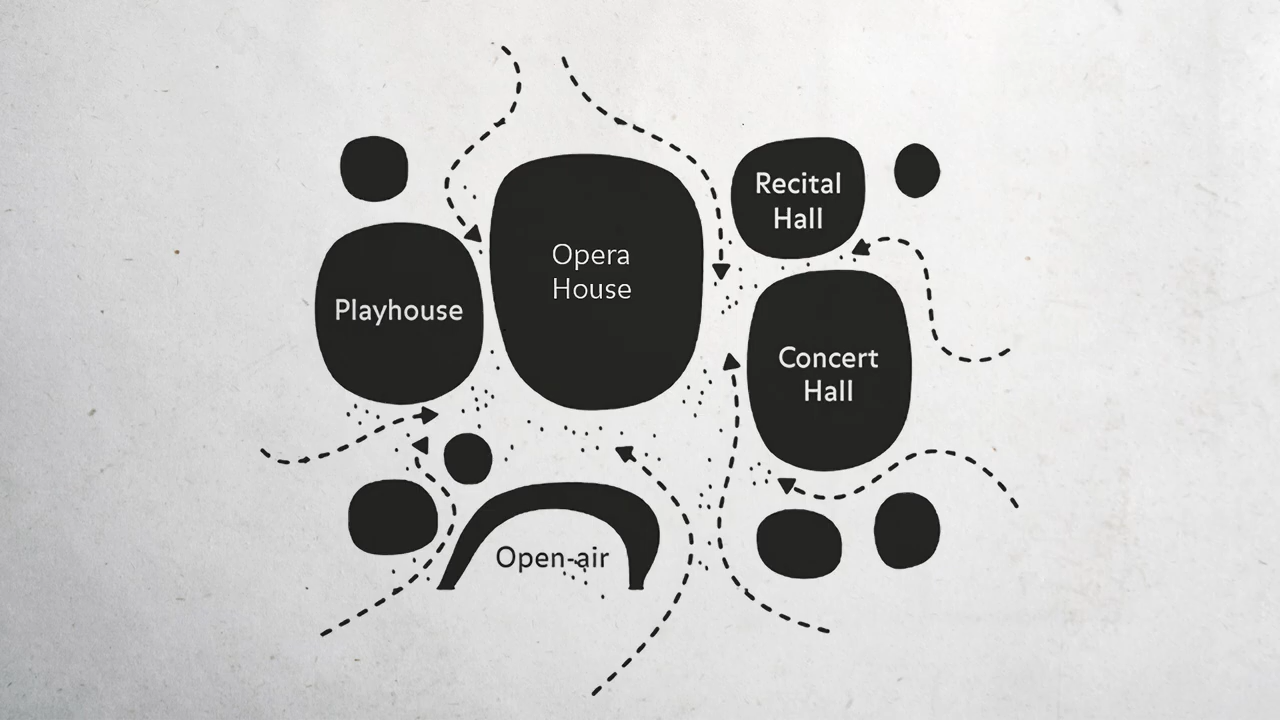 Recital
Hall
Opera
House
Playhouse
Concert
Hall
Open-air